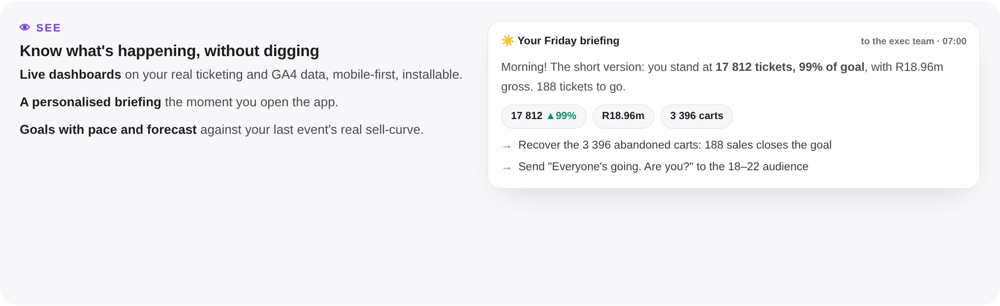 👁 SEE
Know what's happening, without digging
Live dashboards on your real ticketing and GA4 data, mobile-first, installable.
A personalised briefing the moment you open the app.
Goals with pace and forecast against your last event's real sell-curve.
☀️ Your Friday briefing
to the exec team · 07:00
Morning! The short version: you stand at 17 812 tickets, 99% of goal, with R18.96m
gross. 188 tickets to go.
17 812 ▲99%
R18.96m
3 396 carts
→ Recover the 3 396 abandoned carts: 188 sales closes the goal
→ Send "Everyone's going. Are you?" to the 18–22 audience